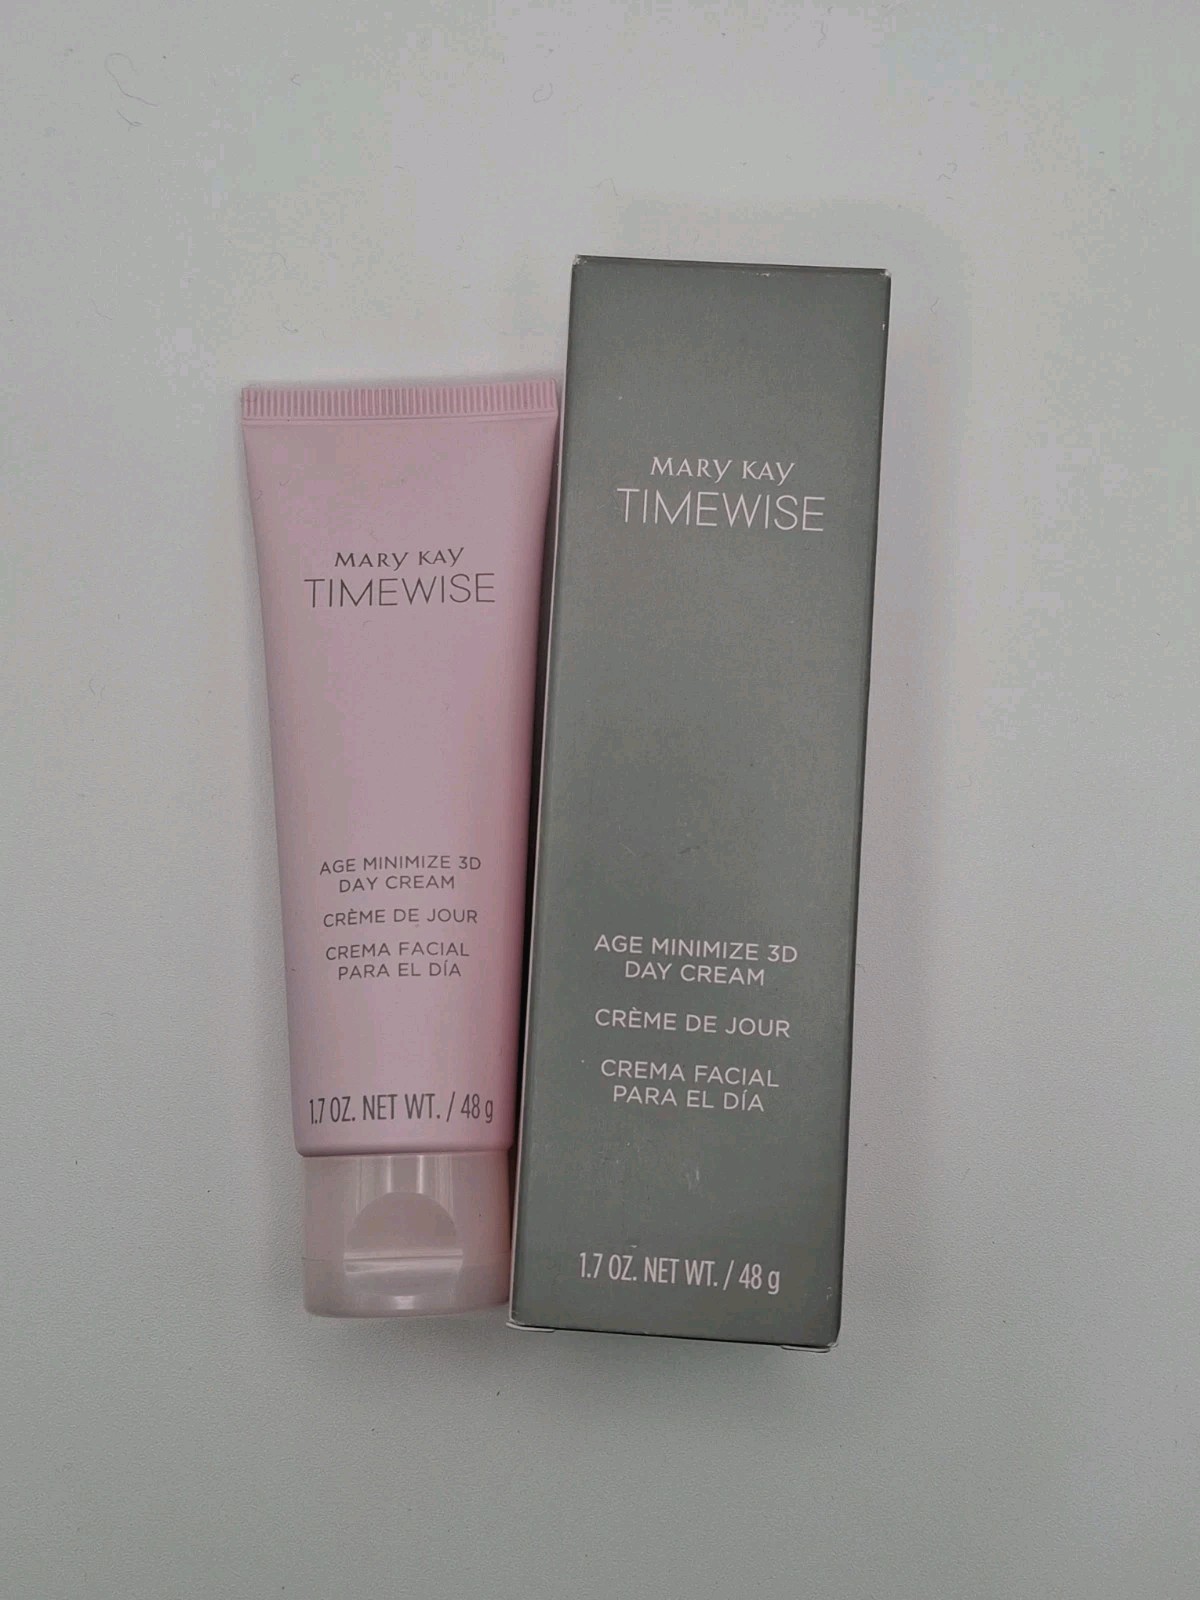 MARY KAY
TIMEWISE
AGE MINIMIZE 3D
DAY CREAM
CRÈME DE JOUR
CREMA FACIAL
PARA EL DÍA
1.7 OZ. NET WT. / 48 g
MARY KAY
TIMEWISE
AGE MINIMIZE 3D
DAY CREAM
CRÈME DE JOUR
CREMA FACIAL
PARA EL DÍA
1.7 OZ. NET WT. / 48 g